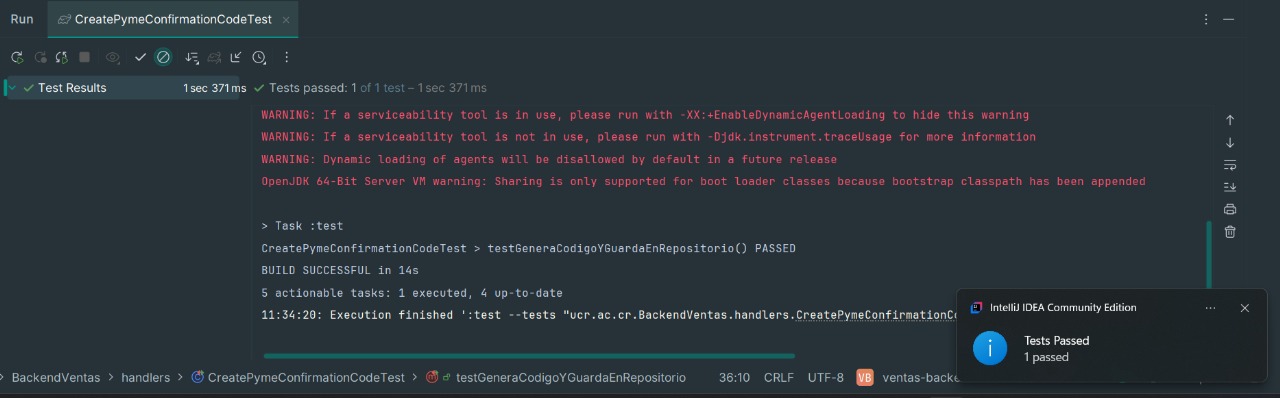 Run
CreatePymeConfirmationCodeTest
Test Results 1 sec 371 ms
Tests passed: 1 of 1 test – 1 sec 371 ms
WARNING: If a serviceability tool is in use, please run with -XX:+EnableDynamicAgentLoading to hide this warning
WARNING: If a serviceability tool is not in use, please run with -Djdk.instrument.traceUsage for more information
WARNING: Dynamic loading of agents will be disallowed by default in a future release
OpenJDK 64-Bit Server VM warning: Sharing is only supported for boot loader classes because bootstrap classpath has been appended
> Task :test
CreatePymeConfirmationCodeTest > testGeneraCodigoYGuardaEnRepositorio() PASSED
BUILD SUCCESSFUL in 14s
5 actionable tasks: 1 executed, 4 up-to-date
11:34:20: Execution finished ':test --tests "ucr.ac.cr.BackendVentas.handlers.CreatePymeConfirmationCo
IntelliJ IDEA Community Edition
Tests Passed
1 passed
BackendVentas > handlers > CreatePymeConfirmationCodeTest > testGeneraCodigoYGuardaEnRepositorio 36:10 CRLF UTF-8 VB ventas-backe